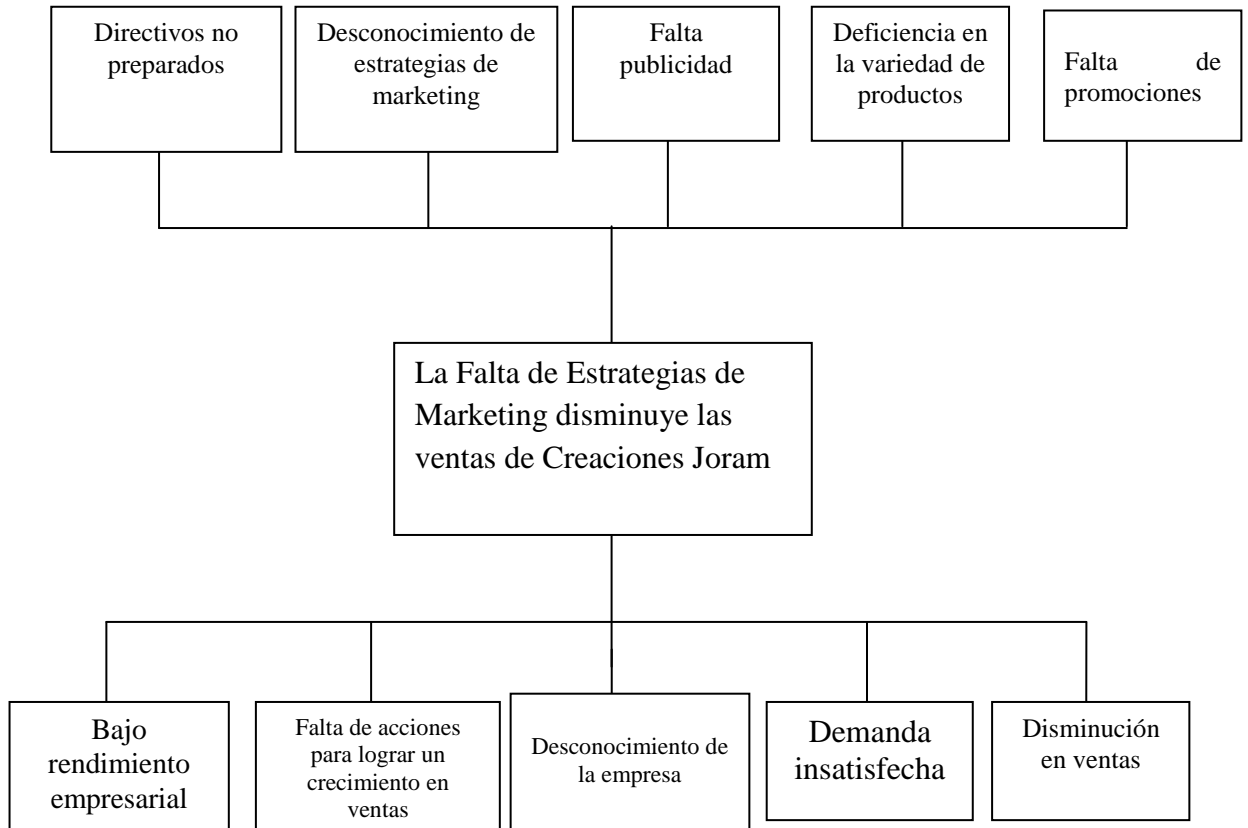 Directivos no
preparados
Desconocimiento de
estrategias de
marketing
Falta
publicidad
Deficiencia en
la variedad de
productos
Falta de
promociones
La Falta de Estrategias de
Marketing disminuye las
ventas de Creaciones Joram
Bajo
rendimiento
empresarial
Falta de acciones
para lograr un
crecimiento en
ventas
Desconocimiento de
la empresa
Demanda
insatisfecha
Disminución
en ventas